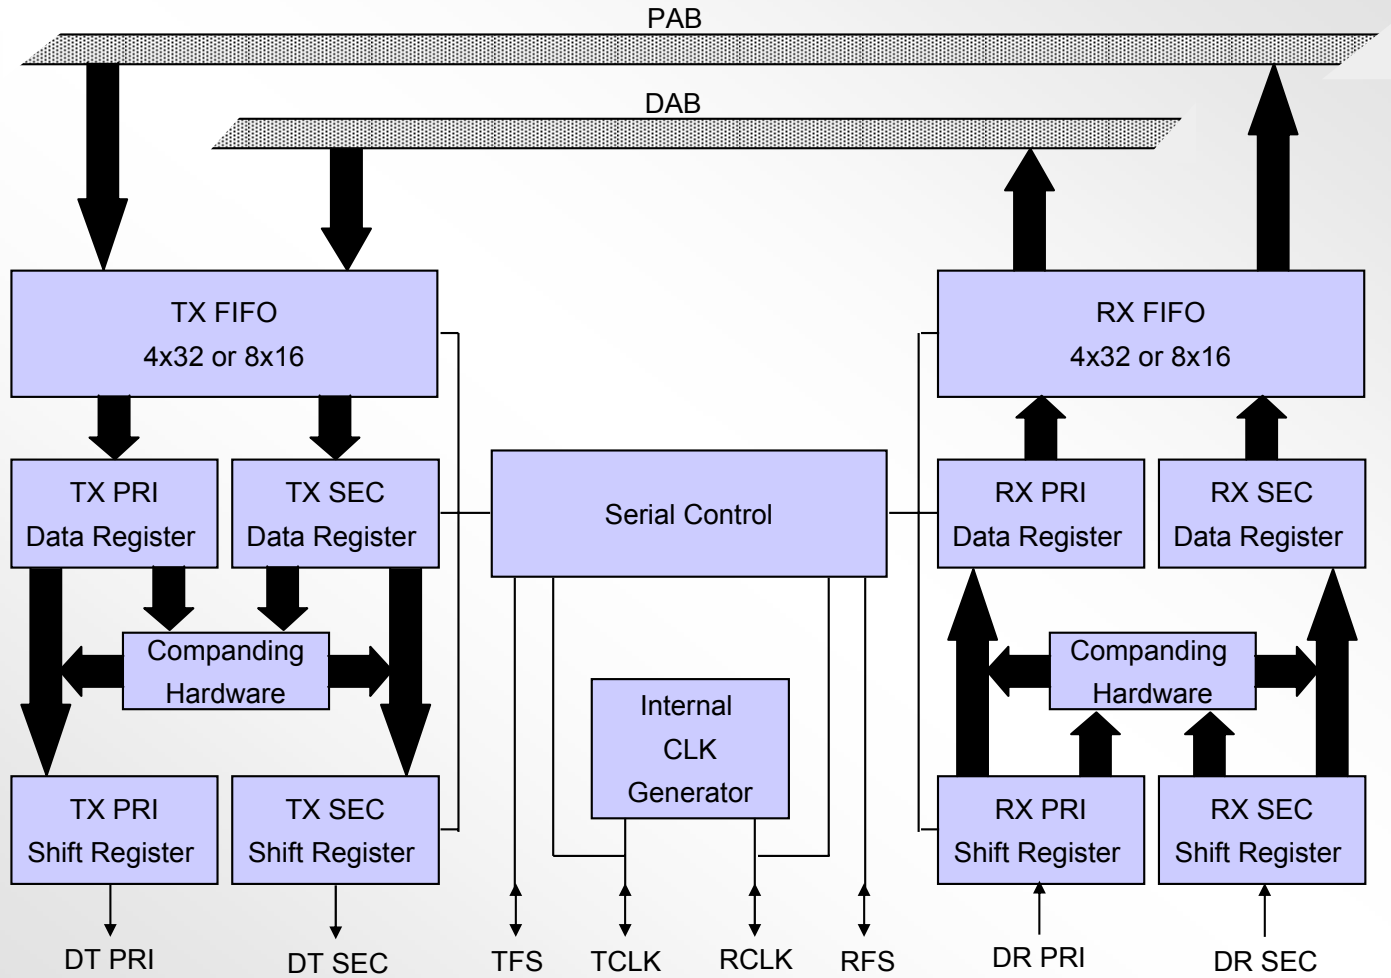 PAB
DAB
TX FIFO
4x32 or 8x16
RX FIFO
4x32 or 8x16
TX PRI
Data Register
TX SEC
Data Register
Serial Control
RX PRI
Data Register
RX SEC
Data Register
Companding
Hardware
Internal
CLK
Generator
Companding
Hardware
TX PRI
Shift Register
TX SEC
Shift Register
RX PRI
Shift Register
RX SEC
Shift Register
DT PRI
DT SEC
TFS
TCLK
RCLK
RFS
DR PRI
DR SEC